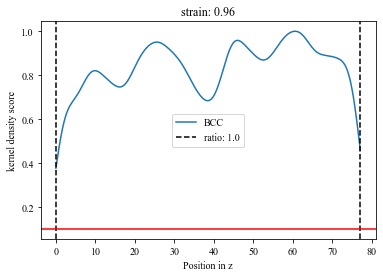 strain: 0.96
kernel density score
1.0
0.8
0.6
0.4
0.2
BCC
ratio: 1.0
0 10 20 30 40 50 60 70 80
Position in z